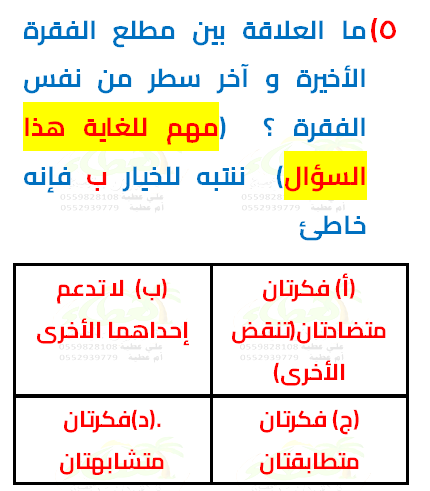 ٥) ما العلاقة بين مطلع الفقرة
الأخيرة و آخر سطر من نفس
الفقرة ؟ (مهم للغاية هذا
السؤال) ننتبه للخيار ب فإنه
خاطئ
(أ) فكرتان
متضادتان(تنقض
الأخرى)
(ب) لا تدعم
إحداهما الأخرى
(ج) فكرتان
متطابقتان
.(د)فكرتان
متشابهتان